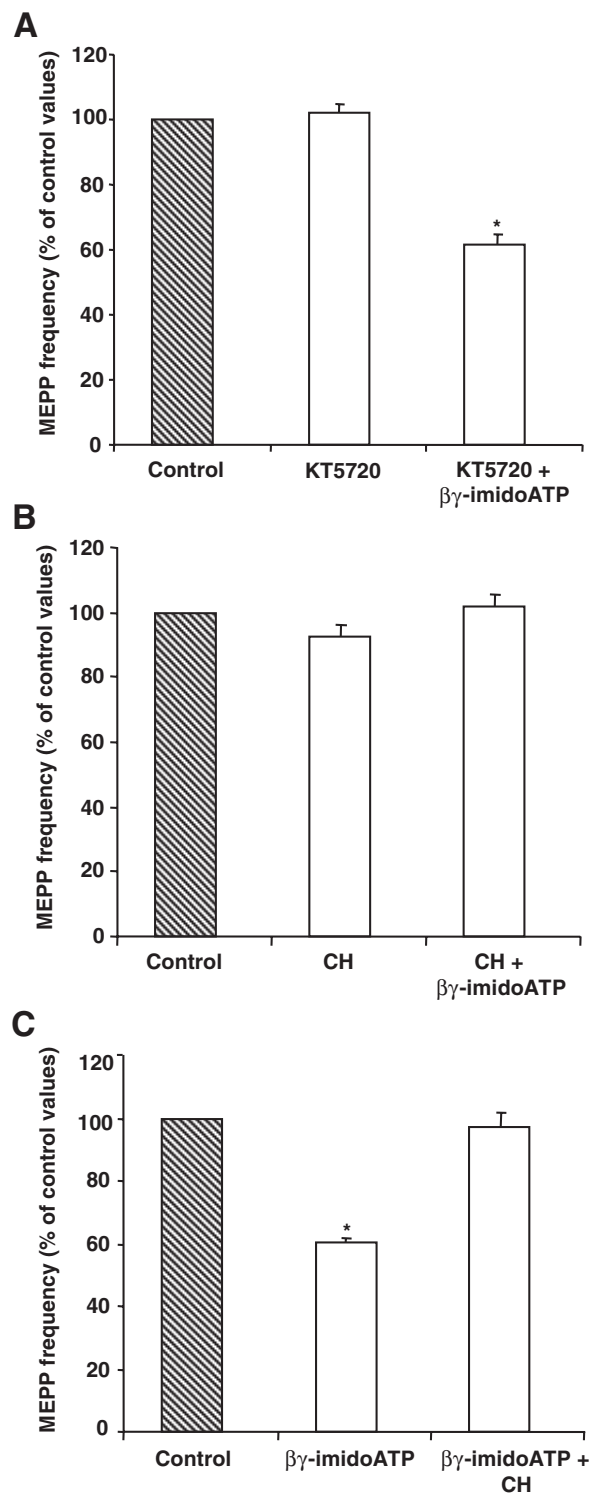 A
MEPP frequency (% of control values)
120
100
80
60
40
20
0
*
Control
KT5720
KT5720 +
βγ-imidoATP
B
MEPP frequency (% of control values)
120
100
80
60
40
20
0
Control
CH
CH +
βγ-imidoATP
C
MEPP frequency (% of control values)
120
100
80
60
40
20
0
*
Control
βγ-imidoATP
βγ-imidoATP +
CH